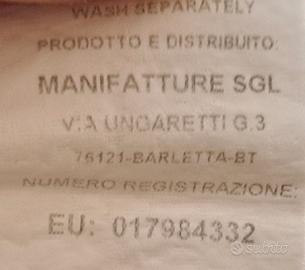 WASH SEPARATELY
PRODOTTO E DISTRIBUITO:
MANIFATTURE SGL
VIA UNGARETTI G.3
76121-BARLETTA-BT
NUMERO REGISTRAZIONE:
EU: 017984332
subito